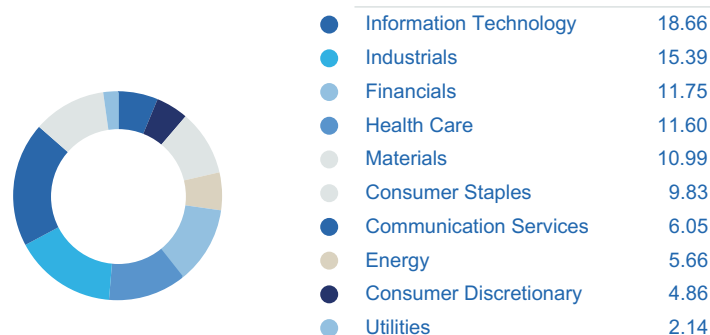 Information Technology 18.66
Industrials 15.39
Financials 11.75
Health Care 11.60
Materials 10.99
Consumer Staples 9.83
Communication Services 6.05
Energy 5.66
Consumer Discretionary 4.86
Utilities 2.14